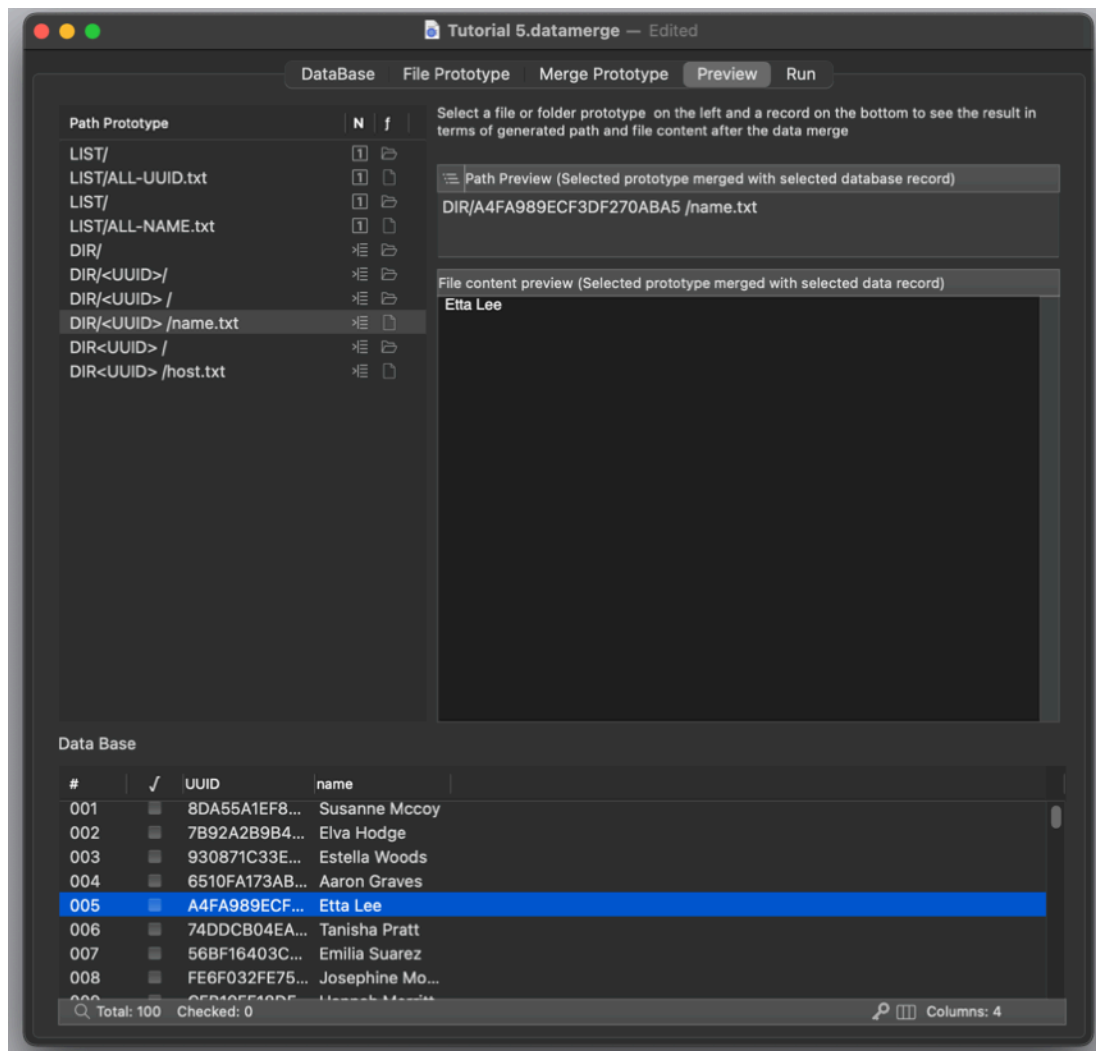 Tutorial 5.datamerge — Edited
DataBase File Prototype Merge Prototype Preview Run
Path Prototype N f
LIST/ 1
LIST/ALL-UUID.txt 1
LIST/ 1
LIST/ALL-NAME.txt 1
DIR/
DIR/<UUID>/
DIR/<UUID> /
DIR/<UUID> /name.txt
DIR<UUID> /
DIR<UUID> /host.txt
Select a file or folder prototype on the left and a record on the bottom to see the result in
terms of generated path and file content after the data merge
Path Preview (Selected prototype merged with selected database record)
DIR/A4FA989ECF3DF270ABA5 /name.txt
File content preview (Selected prototype merged with selected data record)
Etta Lee
Data Base
# √ UUID name
001 8DA55A1EF8... Susanne Mccoy
002 7B92A2B9B4... Elva Hodge
003 930871C33E... Estella Woods
004 6510FA173AB... Aaron Graves
005 A4FA989ECF... Etta Lee
006 74DDCB04EA... Tanisha Pratt
007 56BF16403C... Emilia Suarez
008 FE6F032FE75... Josephine Mo...
Total: 100 Checked: 0 Columns: 4